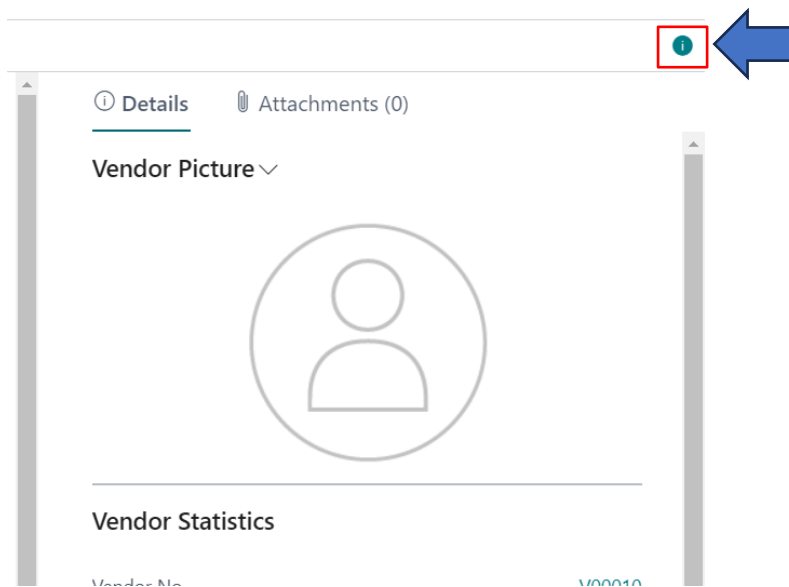 Details Attachments (0)
Vendor Picture
Vendor Statistics
Vendor No. V00010